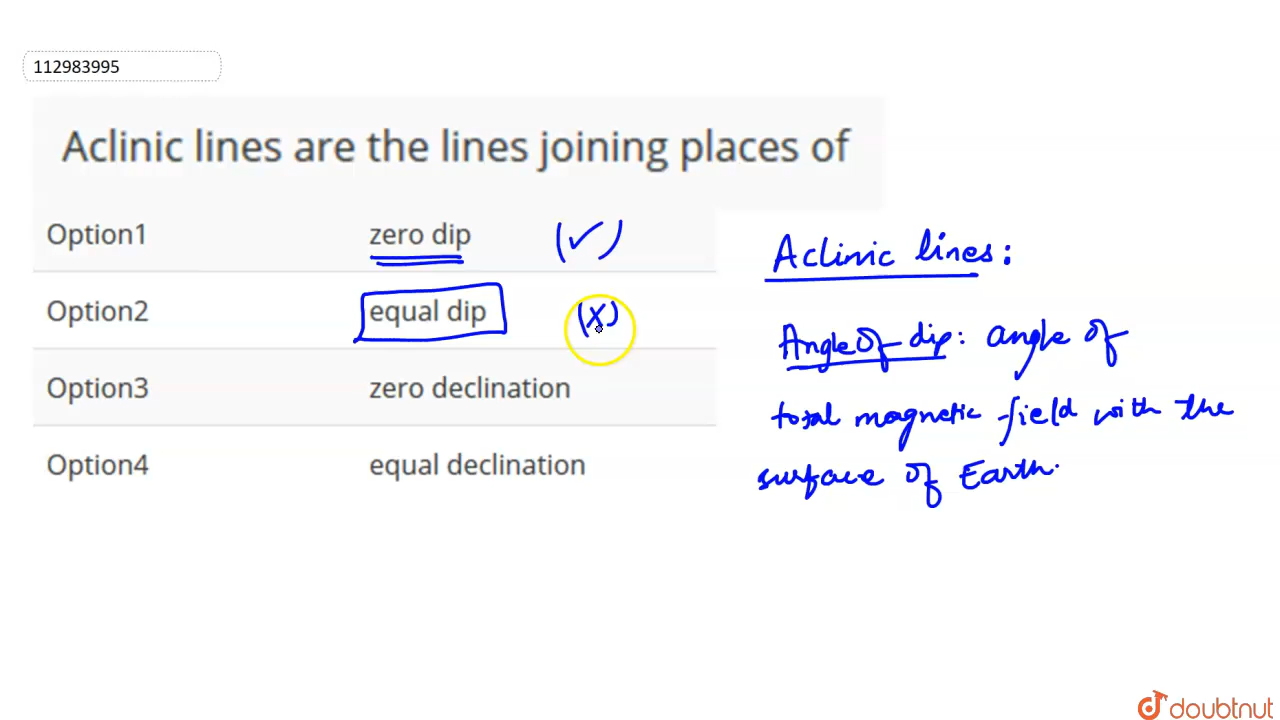 112983995
Aclinic lines are the lines joining places of
Option1 zero dip (✓)
Option2 equal dip (X)
Option3 zero declination
Option4 equal declination
Aclinic lines:
Angle of dip: angle of
total magnetic field with the
surface of Earth.
doubtnut